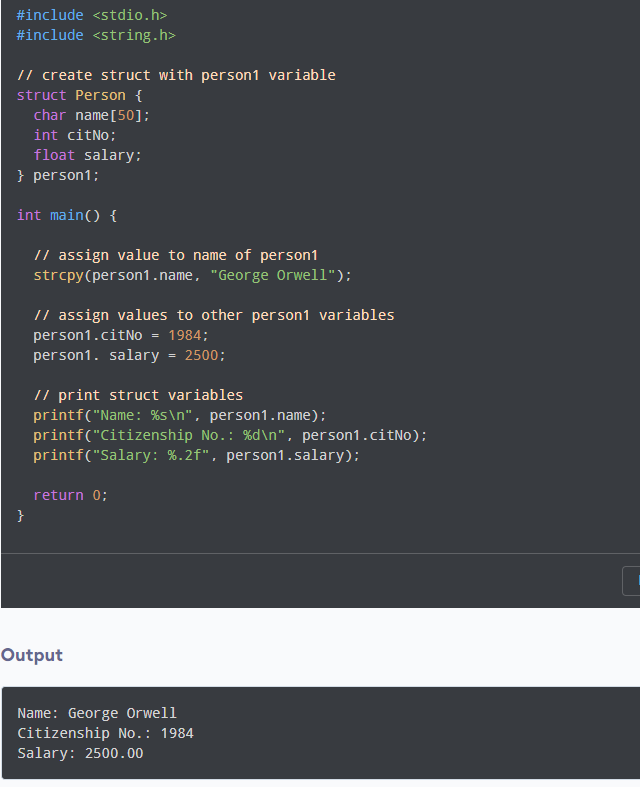 #include <stdio.h>
#include <string.h>

// create struct with person1 variable
struct Person {
  char name[50];
  int citNo;
  float salary;
} person1;

int main() {

  // assign value to name of person1
  strcpy(person1.name, "George Orwell");

  // assign values to other person1 variables
  person1.citNo = 1984;
  person1. salary = 2500;

  // print struct variables
  printf("Name: %s\n", person1.name);
  printf("Citizenship No.: %d\n", person1.citNo);
  printf("Salary: %.2f", person1.salary);

  return 0;
}
Output
Name: George Orwell
Citizenship No.: 1984
Salary: 2500.00